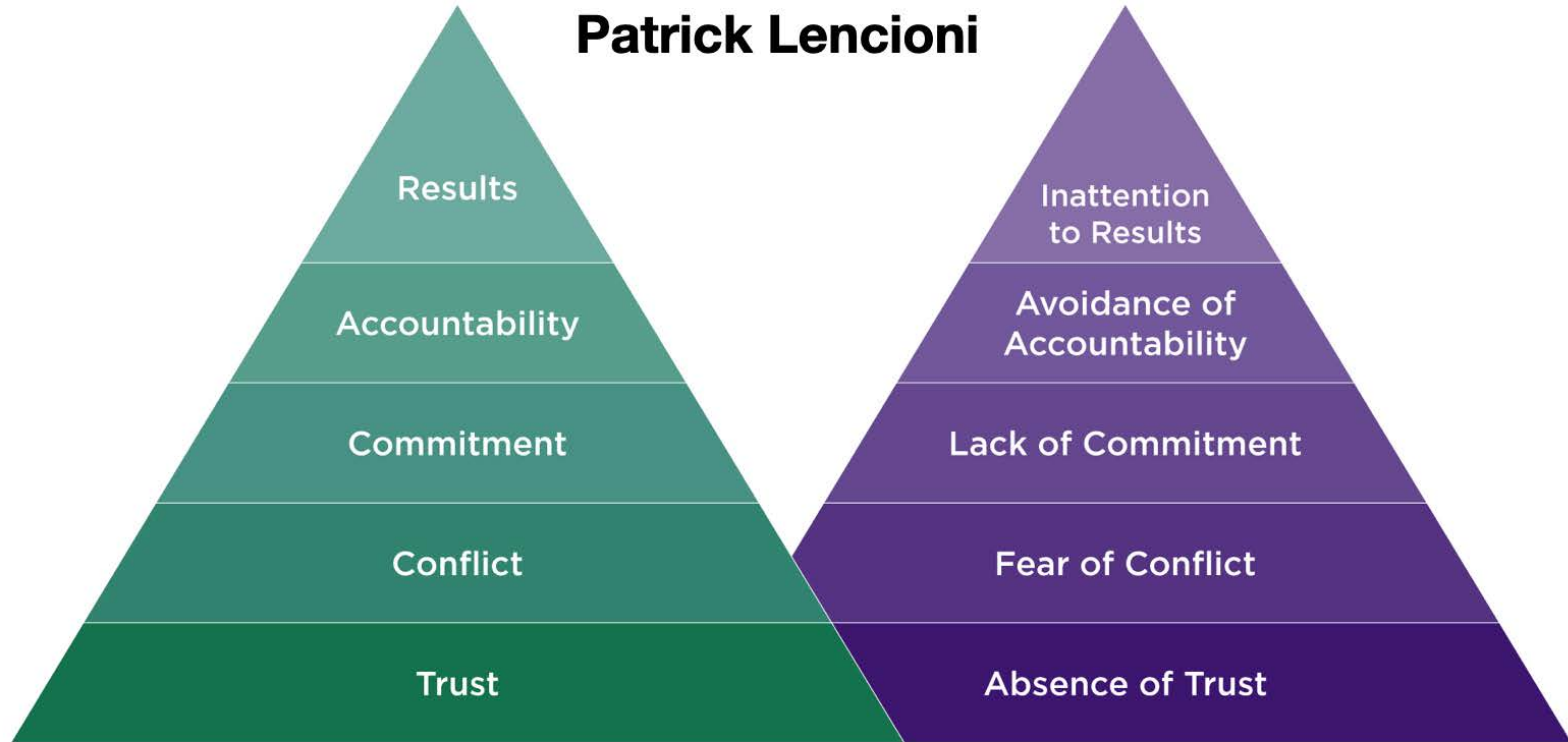 Patrick Lencioni
Results
Accountability
Commitment
Conflict
Trust
Inattention
to Results
Avoidance of
Accountability
Lack of Commitment
Fear of Conflict
Absence of Trust